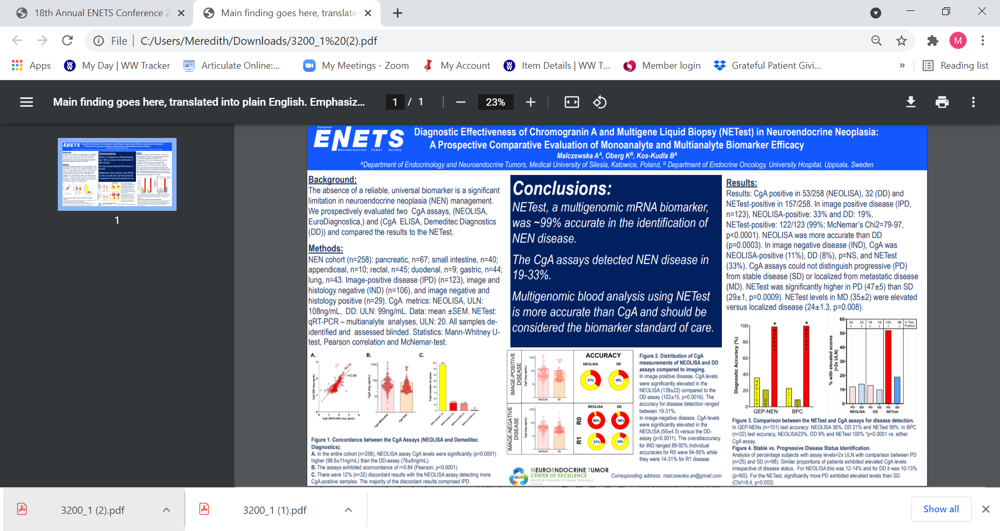 18th Annual ENETS Conference 2
Main finding goes here, translate
File
C:/Users/Meredith/Downloads/3200_1%20(2).pdf
M
Apps
My Day | WW Tracker
Articulate Online:...
My Meetings - Zoom
My Account
Item Details | WW T...
Member login
Grateful Patient Givi...
»
Reading list
Main finding goes here, translated into plain English. Emphasiz...
1 / 1
23%
1
European
ENETS
Neuroendocrine Tumor Society
Diagnostic Effectiveness of Chromogranin A and Multigene Liquid Biopsy (NETest) in Neuroendocrine Neoplasia:
A Prospective Comparative Evaluation of Monoanalyte and Multianalyte Biomarker Efficacy
Malczewska Aᴬ, Oberg Kᴮ, Kos-Kudla Bᴬ
ᴬDepartment of Endocrinology and Neuroendocrine Tumors, Medical University of Silesia, Katowice, Poland, ᴮ Department of Endocrine Oncology, University Hospital, Uppsala, Sweden
Background:
The absence of a reliable, universal biomarker is a significant
limitation in neuroendocrine neoplasia (NEN) management.
We prospectively evaluated two CgA assays, (NEOLISA,
EuroDiagnostica,) and (CgA ELISA, Demeditec Diagnostics
(DD)) and compared the results to the NETest.
Methods:
NEN cohort (n=258): pancreatic, n=67; small intestine, n=40;
appendiceal, n=10; rectal, n=45; duodenal, n=9; gastric, n=44;
lung, n=43. Image-positive disease (IPD) (n=123), image and
histology negative (IND) (n=106), and image negative and
histology positive (n=29). CgA metrics: NEOLISA, ULN:
108ng/mL, DD: ULN: 99ng/mL. Data: mean ±SEM. NETest:
qRT-PCR – multianalyte analyses, ULN: 20. All samples de-
identified and assessed blinded. Statistics: Mann-Whitney U-
test, Pearson correlation and McNemar-test.
A.
B.
C.
r=0.84
CgA (DD) (log ng/mL)
CgA (NEOLISA) (log ng/mL)
CgA (log ng/mL)
CgA (NEOLISA)
CgA (DD)
Total number of cases
Figure 1. Concordance between the CgA Assays (NEOLISA and Demeditec
Diagnostics).
A. In the entire cohort (n=258), NEOLISA assay CgA levels were significantly (p<0.0001)
higher (98.6±11ng/mL) than the DD-assay (76±8ng/mL).
B. The assays exhibited aconcordance of r=0.84 (Pearson, p<0.0001).
C. There were 12% (n=32) discordant results with the NEOLISA assay detecting more
CgA-positive samples. The majority of the discordant results comprised IPD.
Conclusions:
NETest, a multigenomic mRNA biomarker,
was ~99% accurate in the identification of
NEN disease.
The CgA assays detected NEN disease in
19-33%.
Multigenomic blood analysis using NETest
is more accurate than CgA and should be
considered the biomarker standard of care.
IMAGE-POSITIVE
DISEASE
IMAGE-NEGATIVE
DISEASE
ACCURACY
NEOLISA DD
31% 19%
NEOLISA DD
R0
95% 94%
R1
31% 14%
Figure 2. Distribution of CgA
measurements of NEOLISA and DD
assays compared to imaging.
In image-positive disease, CgA levels
were significantly elevated in the
NEOLISA (139±22) compared to the
DD-assay (102±15, p<0.0016). The
accuracy for disease detection ranged
between 19-31%.
In image-negative disease, CgA levels
were significantly elevated in the
NEOLISA (56±4.5) versus the DD-
assay (p<0.0011). The overallaccuracy
for IND ranged 89-92%.Individual
accuracies for R0 were 94-95% while
they were 14-31% for R1 disease.
NEUROENDOCRINE TUMOR
CENTER OF EXCELLENCE
Medical University of Silesia, Katowice
Poland
Corresponding address: malczewska.an@gmail.com
Results:
Results: CgA positive in 53/258 (NEOLISA), 32 (DD) and
NETest-positive in 157/258. In image positive disease (IPD,
n=123), NEOLISA-positive: 33% and DD: 19%.
NETest-positive: 122/123 (99%; McNemar's Chi2=79-97,
p<0.0001). NEOLISA was more accurate than DD
(p=0.0003). In image negative disease (IND), CgA was
NEOLISA-positive (11%), DD (8%), p=NS, and NETest
(33%). CgA assays could not distinguish progressive (PD)
from stable disease (SD) or localized from metastatic disease
(MD). NETest was significantly higher in PD (47±5) than SD
(29±1, p=0.0009). NETest levels in MD (35±2) were elevated
versus localized disease (24±1.3, p=0.008).
Diagnostic Accuracy (%)
100
80
60
40
20
0
NEOLISA
DD
NETest
*
*
GEP-NEN BPC
% with elevated scores
(>2x ULN)
60
50
40
30
20
10
0
32 33 16 19 100 98 % Test
+ + + + + + Positive
PD SD PD SD PD SD
NEOLISA DD NETest
Figure 3. Comparison between the NETest and CgA assays for disease detection.
In GEP-NENs (n=101) test accuracy: NEOLISA 36%, DD 21% and NETest 99%. In BPC
(n=22) test accuracy, NEOLISA23%, DD 9% and NETest 100% *p<0.0001 vs. either
CgA assay.
Figure 4. Stable vs. Progressive Disease Status Identification.
Analysis of percentage subjects with assay levels<2x ULN with comparison between PD
(n=25) and SD (n=98). Similar proportions of patients exhibited elevated CgA levels
irrespective of disease status. For NEOLISA this was 12-14% and for DD it was 10-13%
(p=NS). For the NETest, significantly more PD exhibited elevated levels than SD
(Chi²=9.4, p=0.002)
3200_1 (2).pdf
3200_1 (1).pdf
Show all